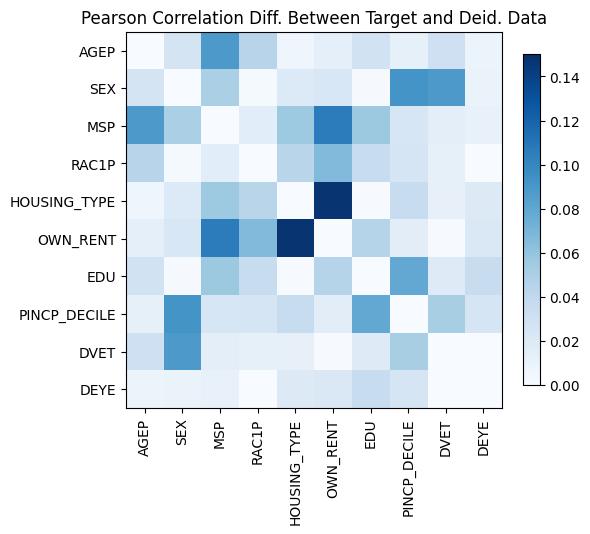 Pearson Correlation Diff. Between Target and Deid. Data
AGEP
SEX
MSP
RAC1P
HOUSING_TYPE
OWN_RENT
EDU
PINCP_DECILE
DVET
DEYE
AGEP
SEX
MSP
RAC1P
HOUSING_TYPE
OWN_RENT
EDU
PINCP_DECILE
DVET
DEYE
0.14
0.12
0.10
0.08
0.06
0.04
0.02
0.00